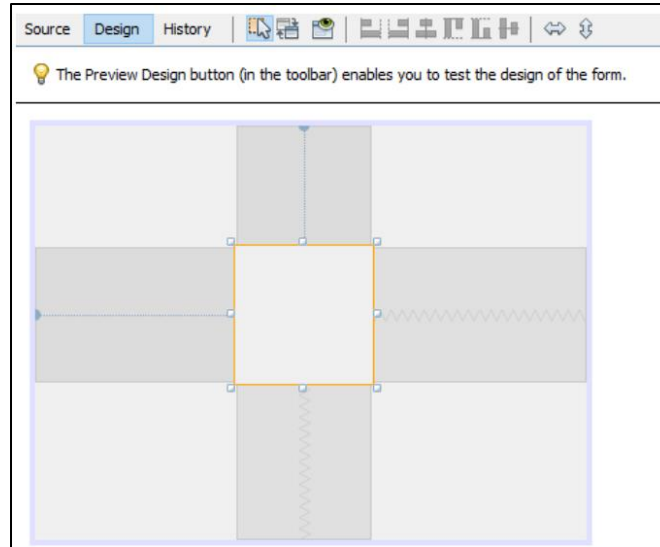 Source Design History
The Preview Design button (in the toolbar) enables you to test the design of the form.